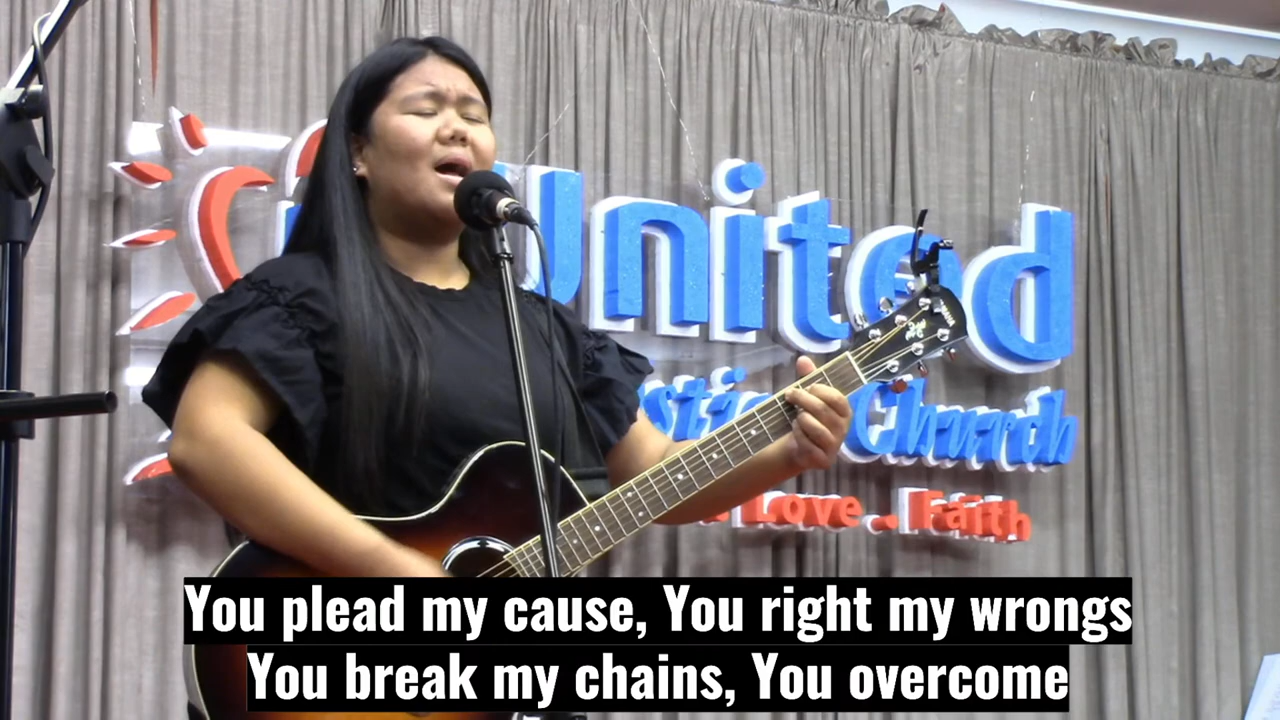 United
Church
Love . Faith
You plead my cause, You right my wrongs
You break my chains, You overcome